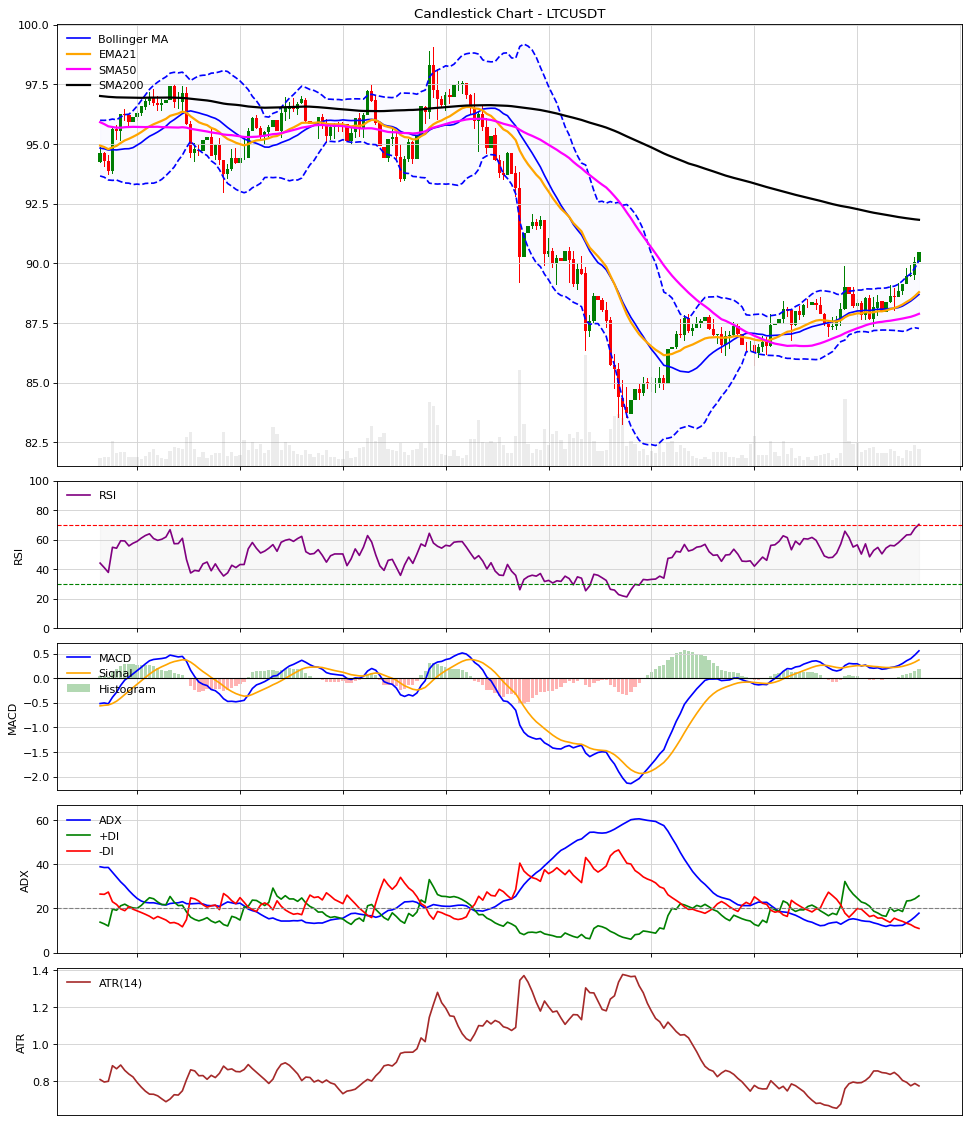 Candlestick Chart - LTCUSDT
100.0
97.5
95.0
92.5
90.0
87.5
85.0
82.5
Bollinger MA
EMA21
SMA50
SMA200
100
80
60
40
20
0
RSI
RSI
0.5
0.0
−0.5
−1.0
−1.5
−2.0
MACD
MACD
Signal
Histogram
60
40
20
0
ADX
ADX
+DI
-DI
1.4
1.2
1.0
0.8
ATR
ATR(14)